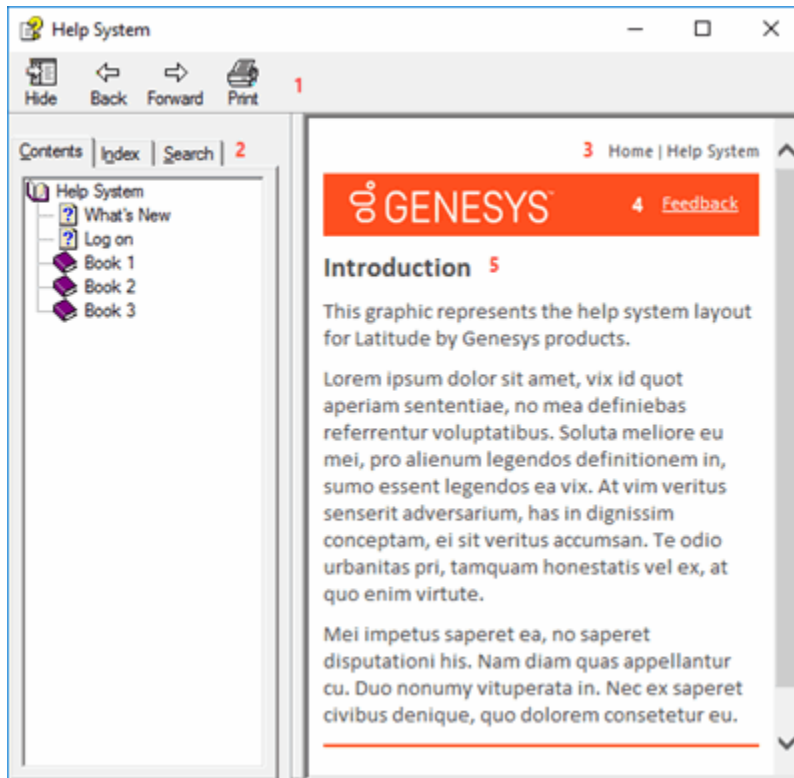 Help System
Hide Back Forward Print 1
Contents Index Search 2
Help System
What's New
Log on
Book 1
Book 2
Book 3
3 Home | Help System
GENESYS™ 4 Feedback
Introduction 5
This graphic represents the help system layout
for Latitude by Genesys products.
Lorem ipsum dolor sit amet, vix id quot
aperiam sententiae, no mea definiebas
referrentur voluptatibus. Soluta meliore eu
mei, pro alienum legendos definitionem in,
sumo essent legendos ea vix. At vim veritus
senserit adversarium, has in dignissim
conceptam, ei sit veritus accumsan. Te odio
urbanitas pri, tamquam honestatis vel ex, at
quo enim virtute.
Mei impetus saperet ea, no saperet
disputationi his. Nam diam quas appellantur
cu. Duo nonumy vituperata in. Nec ex saperet
civibus denique, quo dolorem consetetur eu.